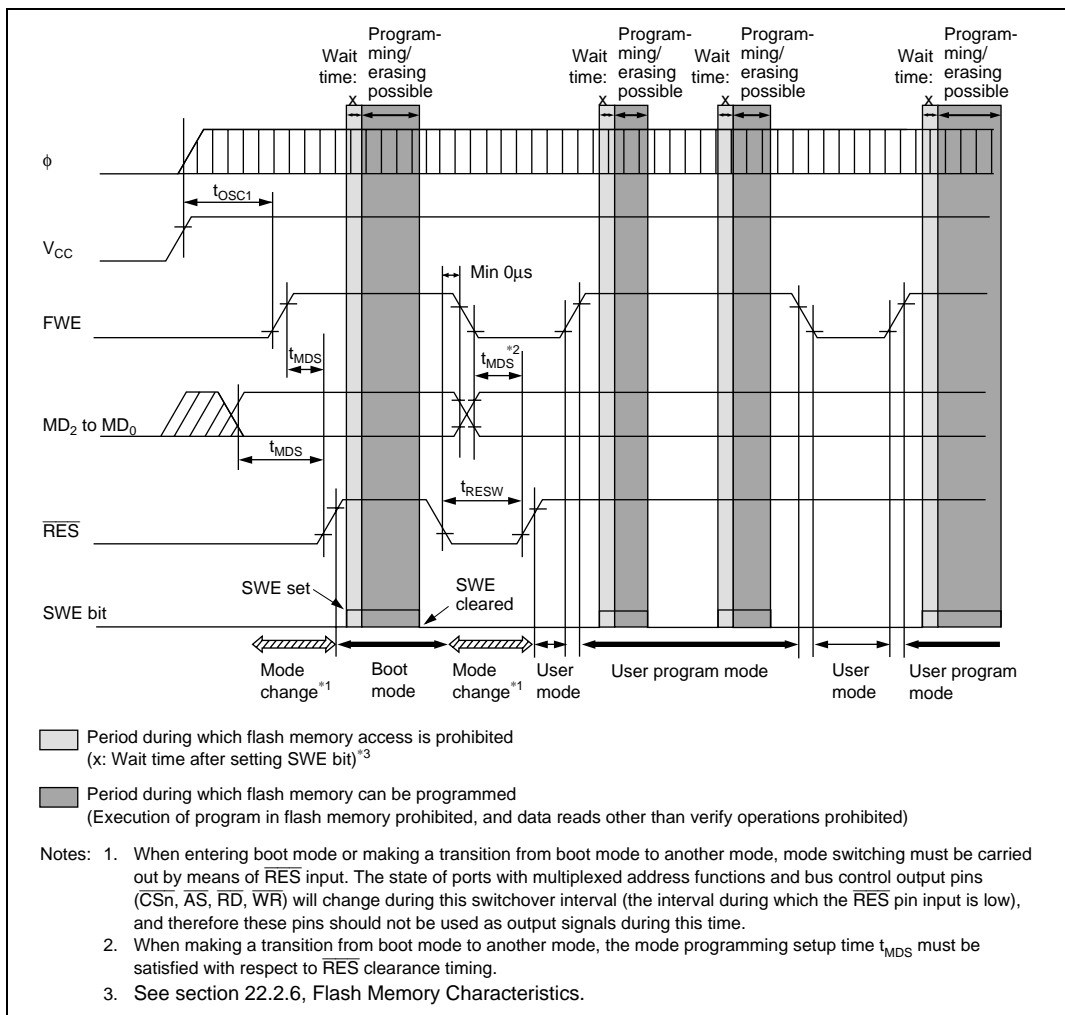 Program-
ming/
erasing
possible
Wait
time:
x
Program-
ming/
erasing
possible
Wait
time:
x
Program-
ming/
erasing
possible
Wait
time:
x
Program-
ming/
erasing
possible
Wait
time:
x
ϕ
tOSC1
VCC
Min 0μs
FWE
tMDS
tMDS*2
MD2 to MD0
tMDS
tRESW
RES
SWE set
SWE
cleared
SWE bit
Mode
change*1
Boot
mode
Mode
change*1
User
mode
User program mode
User
mode
User program
mode
Period during which flash memory access is prohibited
(x: Wait time after setting SWE bit)*3
Period during which flash memory can be programmed
(Execution of program in flash memory prohibited, and data reads other than verify operations prohibited)
Notes: 1. When entering boot mode or making a transition from boot mode to another mode, mode switching must be carried
out by means of RES input. The state of ports with multiplexed address functions and bus control output pins
(CSn, AS, RD, WR) will change during this switchover interval (the interval during which the RES pin input is low),
and therefore these pins should not be used as output signals during this time.
2. When making a transition from boot mode to another mode, the mode programming setup time tMDS must be
satisfied with respect to RES clearance timing.
3. See section 22.2.6, Flash Memory Characteristics.